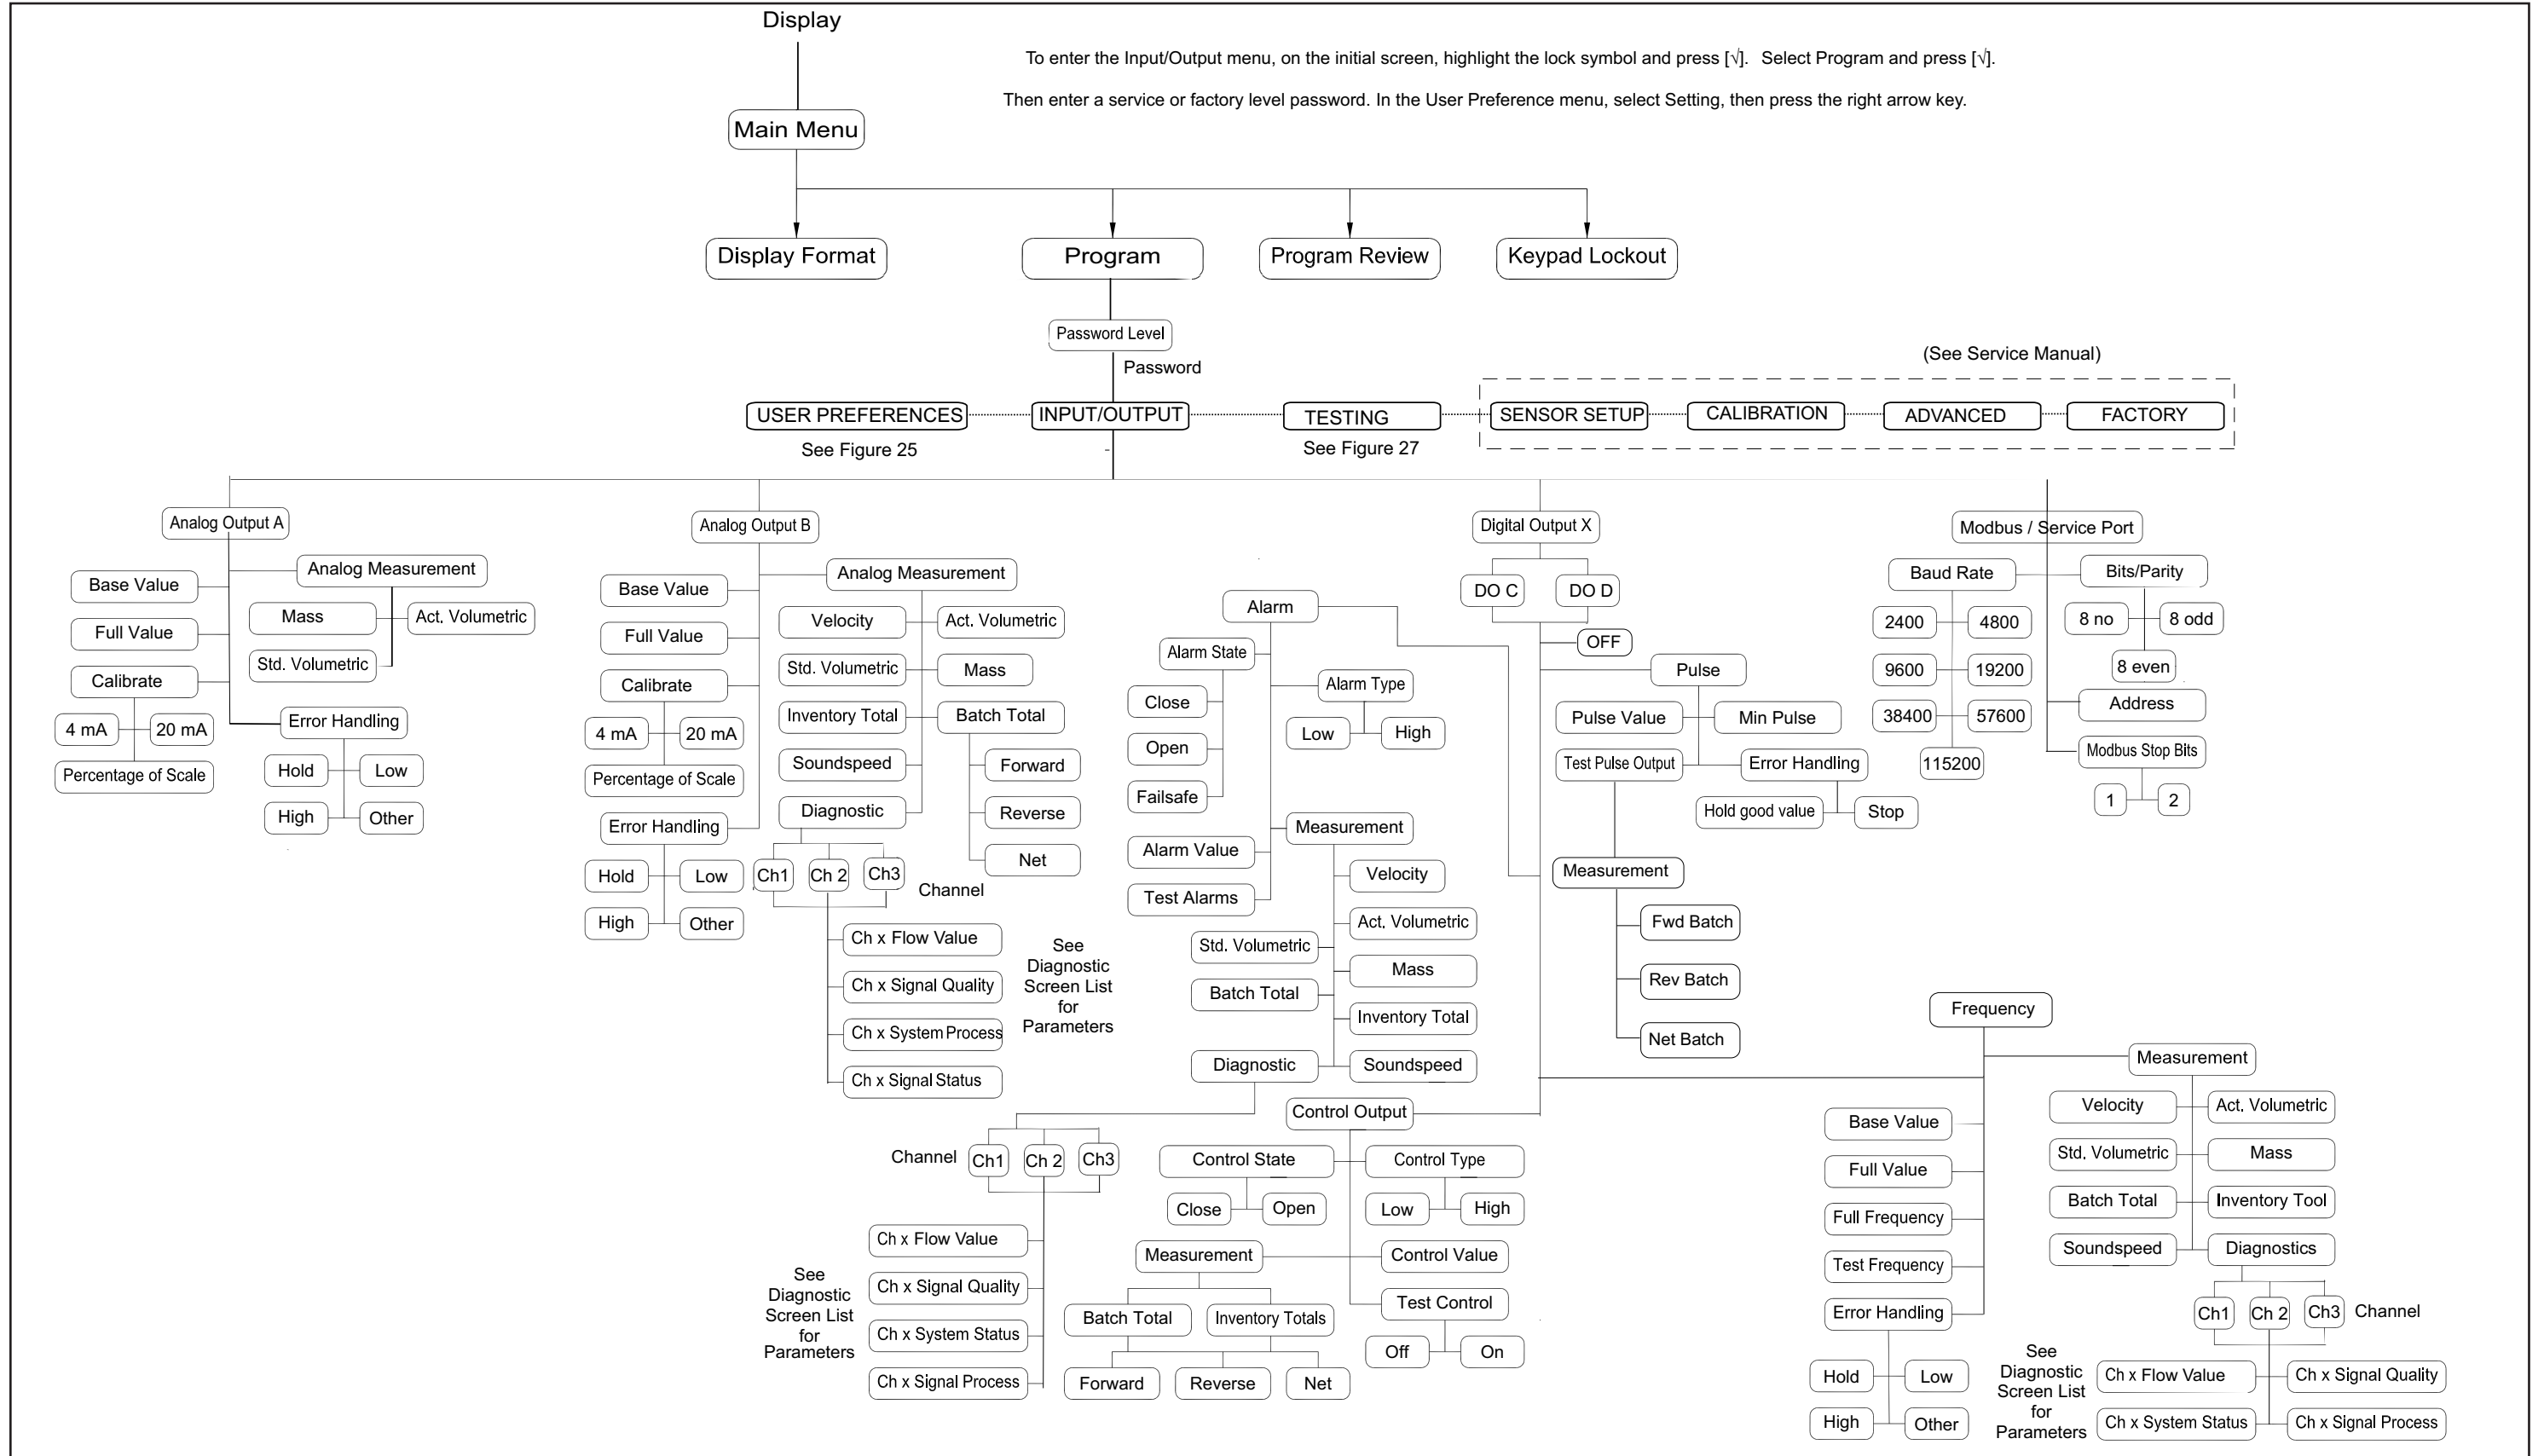 Display
To enter the Input/Output menu, on the initial screen, highlight the lock symbol and press [√]. Select Program and press [√].
Then enter a service or factory level password. In the User Preference menu, select Setting, then press the right arrow key.
Main Menu
Display Format
Program
Program Review
Keypad Lockout
Password Level
Password
(See Service Manual)
USER PREFERENCES
INPUT/OUTPUT
TESTING
SENSOR SETUP
CALIBRATION
ADVANCED
FACTORY
See Figure 25
See Figure 27
Analog Output A
Analog Measurement
Base Value
Mass
Act. Volumetric
Full Value
Std. Volumetric
Calibrate
4 mA
20 mA
Percentage of Scale
Error Handling
Hold
Low
High
Other
Analog Output B
Analog Measurement
Base Value
Velocity
Act. Volumetric
Full Value
Std. Volumetric
Mass
Calibrate
Inventory Total
Batch Total
4 mA
20 mA
Percentage of Scale
Soundspeed
Forward
Diagnostic
Reverse
Error Handling
Net
Hold
Low
High
Other
Ch1
Ch 2
Ch3
Channel
Ch x Flow Value
Ch x Signal Quality
Ch x System Process
Ch x Signal Status
See
Diagnostic
Screen List
for
Parameters
Digital Output X
DO C
DO D
OFF
Alarm
Alarm State
Close
Open
Failsafe
Alarm Type
Low
High
Alarm Value
Test Alarms
Measurement
Velocity
Act. Volumetric
Std. Volumetric
Mass
Batch Total
Inventory Total
Diagnostic
Soundspeed
Channel
Ch1
Ch 2
Ch3
Ch x Flow Value
Ch x Signal Quality
Ch x System Status
Ch x Signal Process
See
Diagnostic
Screen List
for
Parameters
Pulse
Pulse Value
Min Pulse
Test Pulse Output
Error Handling
Hold good value
Stop
Measurement
Fwd Batch
Rev Batch
Net Batch
Control Output
Control State
Control Type
Close
Open
Low
High
Measurement
Control Value
Batch Total
Inventory Totals
Test Control
Forward
Reverse
Net
Off
On
Modbus / Service Port
Baud Rate
Bits/Parity
2400
4800
9600
19200
38400
57600
115200
8 no
8 odd
8 even
Address
Modbus Stop Bits
1
2
Frequency
Measurement
Base Value
Full Value
Full Frequency
Test Frequency
Error Handling
Hold
Low
High
Other
Velocity
Act. Volumetric
Std. Volumetric
Mass
Batch Total
Inventory Tool
Soundspeed
Diagnostics
Ch1
Ch 2
Ch3
Channel
See
Diagnostic
Screen List
for
Parameters
Ch x Flow Value
Ch x Signal Quality
Ch x System Status
Ch x Signal Process